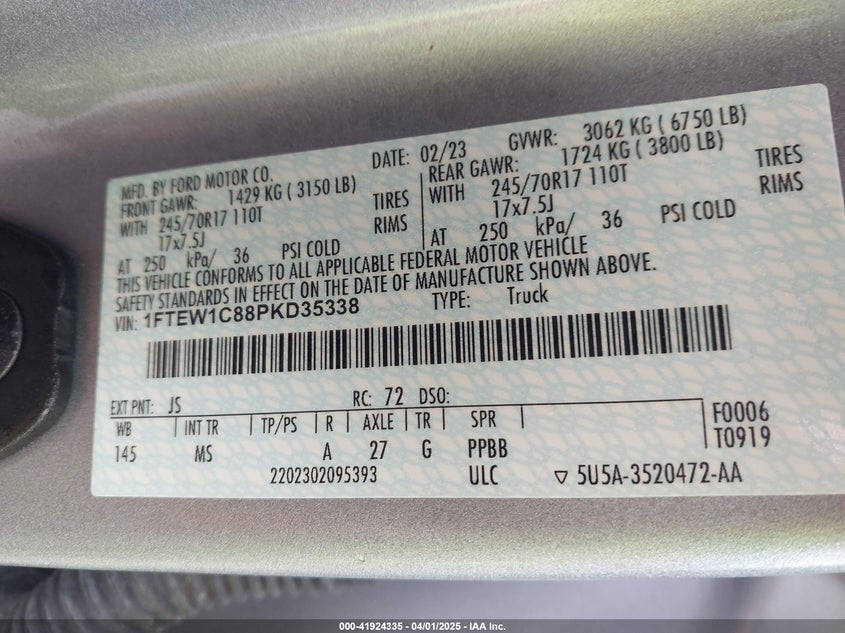 MFD. BY FORD MOTOR CO. DATE: 02/23 GVWR: 3062 KG ( 6750 LB)
FRONT GAWR: 1429 KG ( 3150 LB) REAR GAWR: 1724 KG ( 3800 LB)
WITH 245/70R17 110T TIRES WITH 245/70R17 110T TIRES
17x7.5J RIMS 17x7.5J RIMS
AT 250 kPa/ 36 PSI COLD AT 250 kPa/ 36 PSI COLD
THIS VEHICLE CONFORMS TO ALL APPLICABLE FEDERAL MOTOR VEHICLE
SAFETY STANDARDS IN EFFECT ON THE DATE OF MANUFACTURE SHOWN ABOVE.
VIN: 1FTEW1C88PKD35338 TYPE: Truck
EXT PNT: JS RC: 72 DSO:
WB INT TR TP/PS R AXLE TR SPR F0006
145 MS A 27 G PPBB T0919
2202302095393 ULC ▽ 5U5A-3520472-AA
000-41924335 - 04/01/2025 - IAA Inc.